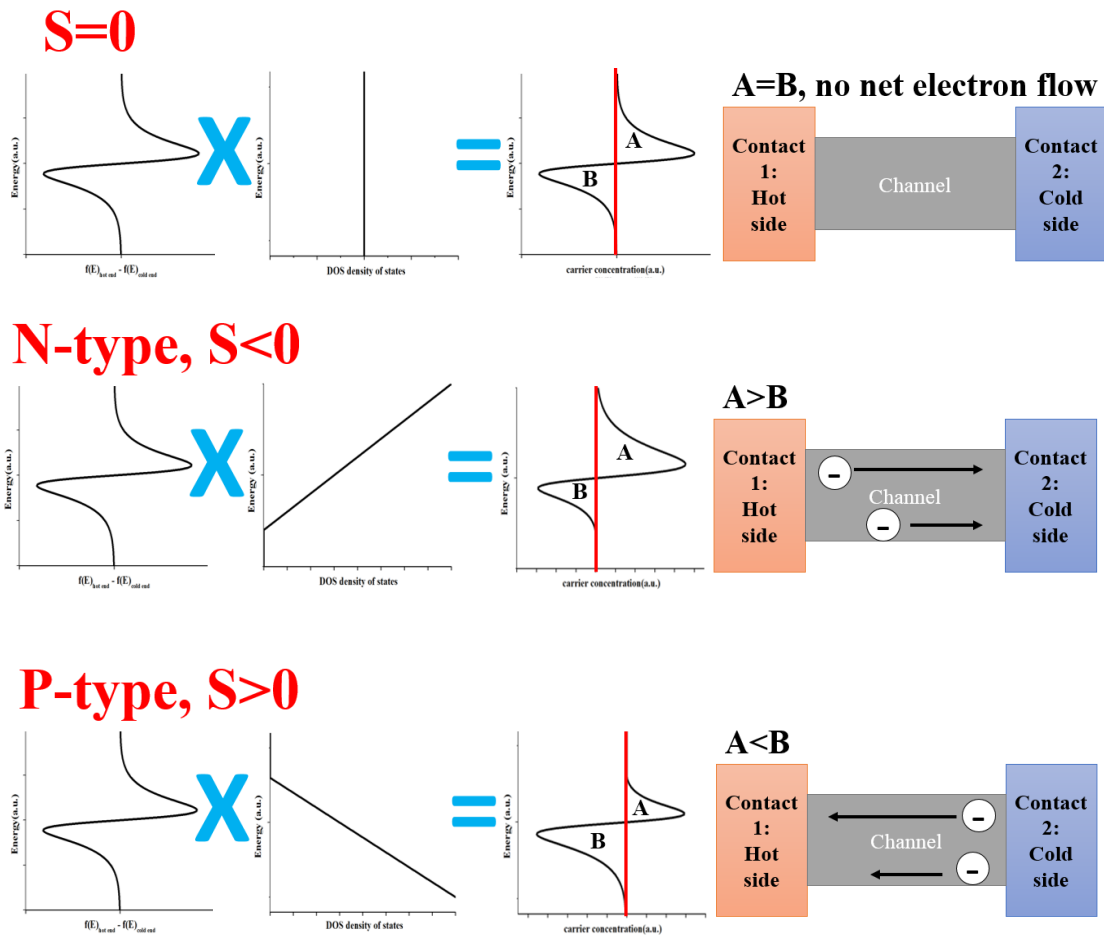 S=0
Energy(a.u.)
f(E)hot end - f(E)cold end
X
Energy(a.u.)
DOS density of states
=
Energy (a.u.)
A
B
carrier concentration(a.u.)
A=B, no net electron flow
Contact
1:
Hot
side
Channel
Contact
2:
Cold
side
N-type, S<0
Energy(a.u.)
f(E)hot end - f(E)cold end
X
Energy(a.u.)
DOS density of states
=
Energy (a.u.)
A
B
carrier concentration(a.u.)
A>B
Contact
1:
Hot
side
-
Channel
-
Contact
2:
Cold
side
P-type, S>0
Energy(a.u.)
f(E)hot end - f(E)cold end
X
Energy(a.u.)
DOS density of states
=
Energy (a.u.)
A
B
carrier concentration(a.u.)
A<B
Contact
1:
Hot
side
-
Channel
-
Contact
2:
Cold
side